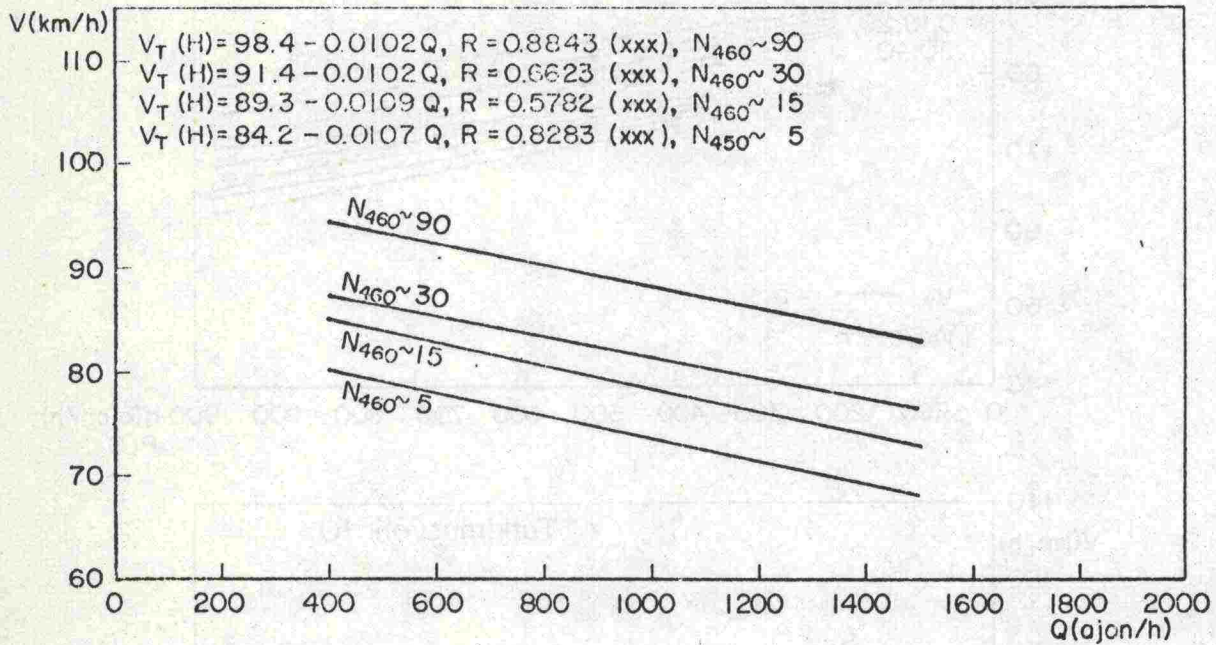 V(km/h)
V_T (H) = 98.4 - 0.0102 Q, R = 0.8843 (xxx), N_460 ~ 90
V_T (H) = 91.4 - 0.0102 Q, R = 0.6623 (xxx), N_460 ~ 30
V_T (H) = 89.3 - 0.0109 Q, R = 0.5782 (xxx), N_460 ~ 15
V_T (H) = 84.2 - 0.0107 Q, R = 0.8283 (xxx), N_450 ~ 5
110
100
90
80
70
60
N_460 ~ 90
N_460 ~ 30
N_460 ~ 15
N_460 ~ 5
0 200 400 600 800 1000 1200 1400 1600 1800 2000
Q(ajon/h)